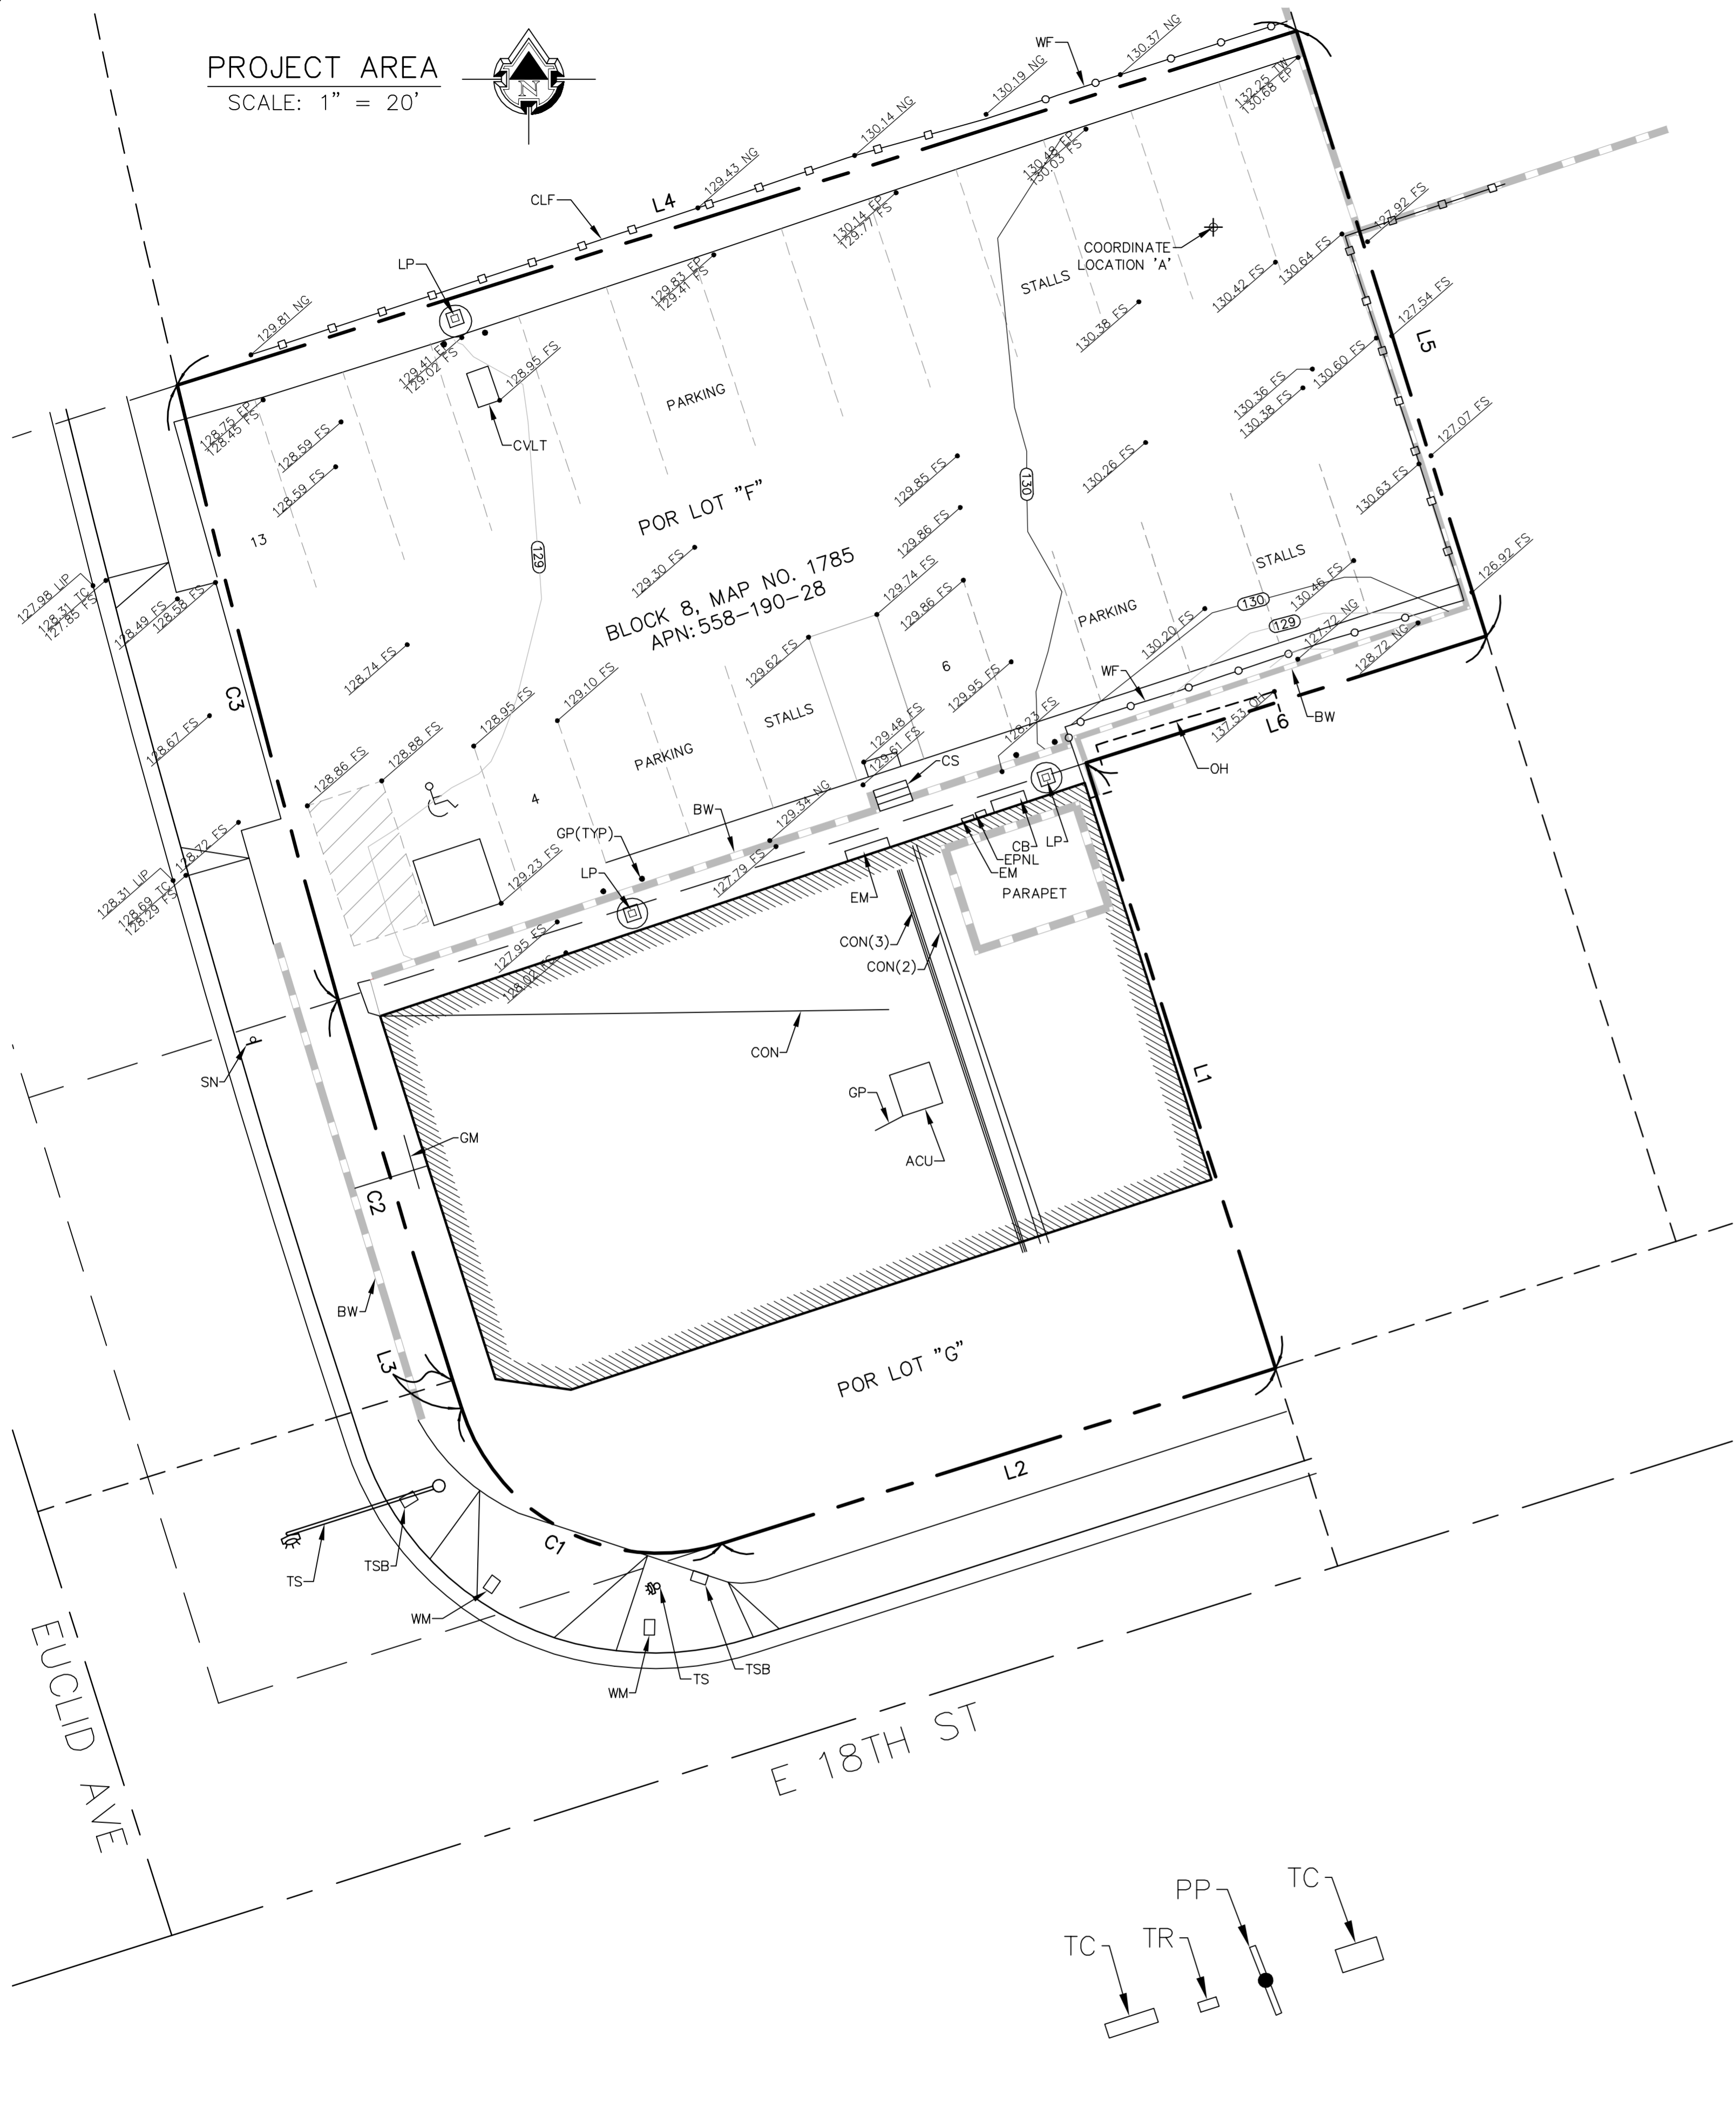 PROJECT AREA
SCALE: 1" = 20'
N
WF
130.37 NG
130.19 NG
130.14 NG
129.43 NG
CLF
L4
132.25 TW
130.68 EP
130.48 EP
130.03 FS
130.14 EP
129.77 FS
129.83 EP
129.41 FS
LP
129.81 NG
129.41 EP
129.02 FS
128.95 FS
CVLT
128.75 EP
128.45 FS
128.59 FS
128.59 FS
13
COORDINATE
LOCATION 'A'
STALLS
PARKING
130.42 FS
130.64 FS
127.92 FS
127.54 FS
L5
130.38 FS
130.60 FS
130.36 FS
130.38 FS
127.07 FS
130.63 FS
130.26 FS
129.85 FS
129.86 FS
129.74 FS
129.86 FS
130
129
POR LOT "F"
BLOCK 8, MAP NO. 1785
APN:558-190-28
129.30 FS
STALLS
PARKING
130.46 FS
126.92 FS
130
129
127.72 NG
128.72 NG
130.20 FS
WF
BW
137.53 OH
L6
OH
127.98 LIP
128.31 TC
127.85 FS
128.49 FS
128.58 FS
C3
128.74 FS
129.62 FS
129.10 FS
6
129.95 FS
128.67 FS
128.95 FS
STALLS
PARKING
129.48 FS
129.61 FS
128.23 FS
128.86 FS
128.88 FS
4
CS
BW
129.34 NG
GP(TYP)
LP
129.23 FS
127.79 FS
128.31 LIP
128.69 TC
128.29 FS
128.72 FS
127.95 FS
128.02 FS
EM
CB
LP
EPNL
EM
PARAPET
CON(3)
CON(2)
CON
SN
GP
ACU
L1
GM
C2
BW
L3
POR LOT "G"
L2
C1
TS
TSB
WM
WM
TS
TSB
EUCLID AVE
E 18TH ST
TC
TR
PP
TC